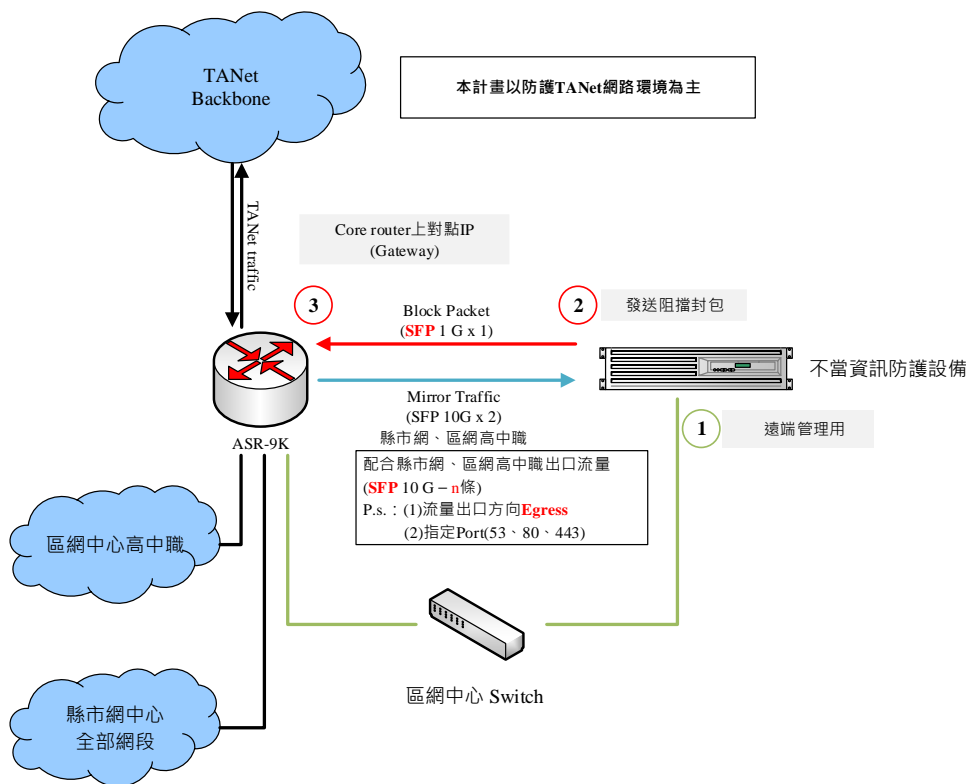 TANet
Backbone
本計畫以防護TANet網路環境為主
TANet traffic
Core router上對點IP
(Gateway)
3
Block Packet
(SFP 1 G x 1)
2
發送阻擋封包
不當資訊防護設備
Mirror Traffic
(SFP 10G x 2)
縣市網、區網高中職
1
遠端管理用
ASR-9K
配合縣市網、區網高中職出口流量
(SFP 10 G – n條)
P.s.:(1)流量出口方向Egress
(2)指定Port(53、80、443)
區網中心高中職
區網中心 Switch
縣市網中心
全部網段